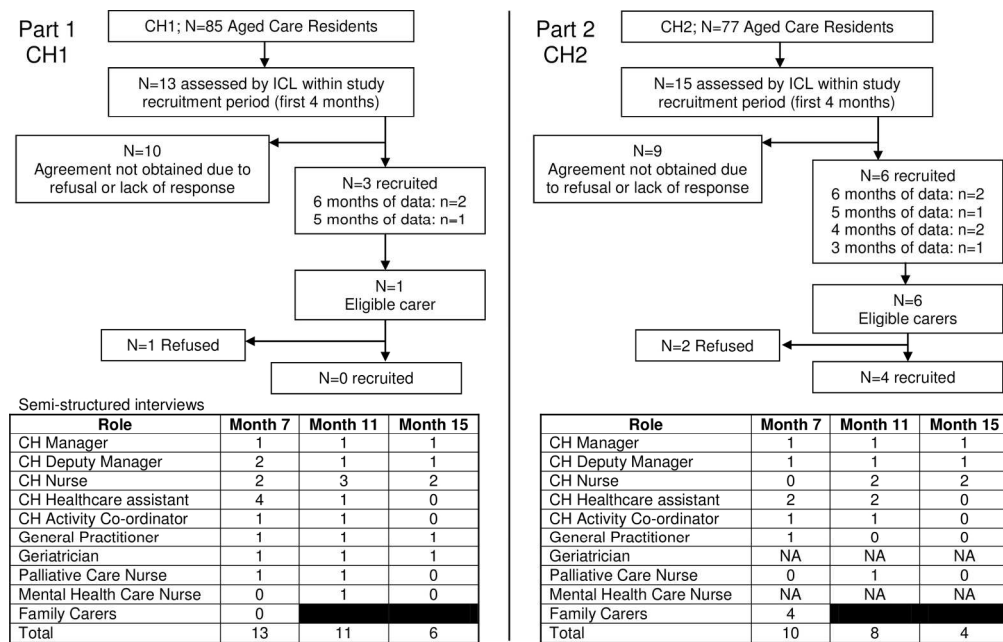 Part 1
CH1
CH1; N=85 Aged Care Residents
N=13 assessed by ICL within study
recruitment period (first 4 months)
N=10
Agreement not obtained due to
refusal or lack of response
N=3 recruited
6 months of data: n=2
5 months of data: n=1
N=1
Eligible carer
N=1 Refused
N=0 recruited
Semi-structured interviews
Role Month 7 Month 11 Month 15
CH Manager 1 1 1
CH Deputy Manager 2 1 1
CH Nurse 2 3 2
CH Healthcare assistant 4 1 0
CH Activity Co-ordinator 1 1 0
General Practitioner 1 1 1
Geriatrician 1 1 1
Palliative Care Nurse 1 1 0
Mental Health Care Nurse 0 1 0
Family Carers 0
Total 13 11 6
Part 2
CH2
CH2; N=77 Aged Care Residents
N=15 assessed by ICL within study
recruitment period (first 4 months)
N=9
Agreement not obtained due to
refusal or lack of response
N=6 recruited
6 months of data: n=2
5 months of data: n=1
4 months of data: n=2
3 months of data: n=1
N=6
Eligible carers
N=2 Refused
N=4 recruited
Role Month 7 Month 11 Month 15
CH Manager 1 1 1
CH Deputy Manager 1 1 1
CH Nurse 0 2 2
CH Healthcare assistant 2 2 0
CH Activity Co-ordinator 1 1 0
General Practitioner 1 0 0
Geriatrician NA NA NA
Palliative Care Nurse 0 1 0
Mental Health Care Nurse NA NA NA
Family Carers 4
Total 10 8 4